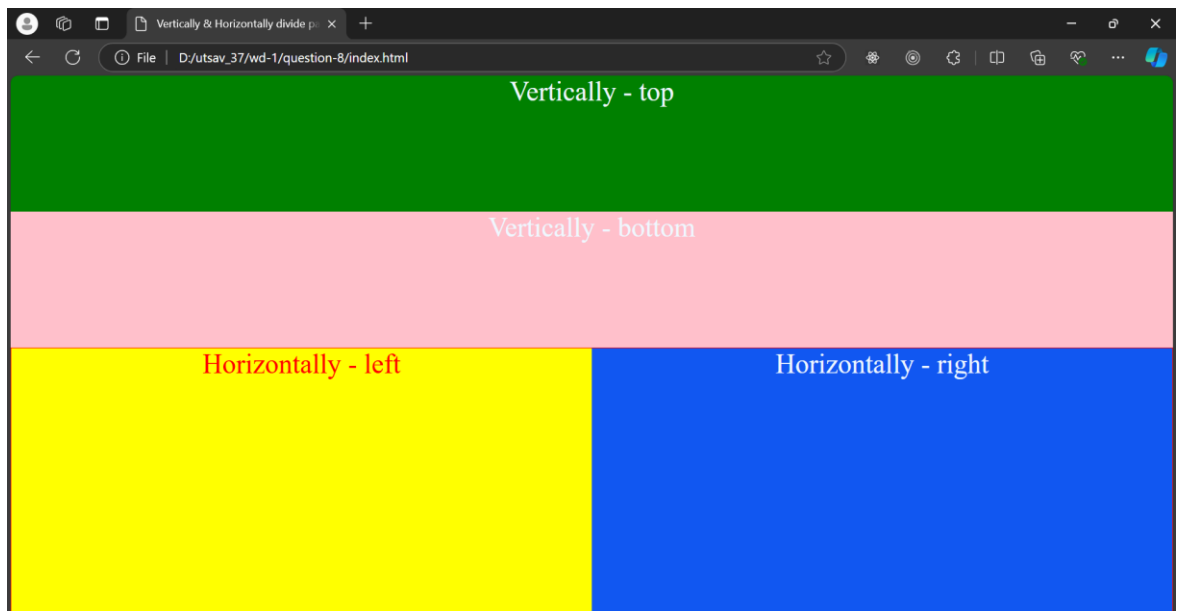 Vertically & Horizontally divide pa
File | D:/utsav_37/wd-1/question-8/index.html
Vertically - top
Vertically - bottom
Horizontally - left
Horizontally - right